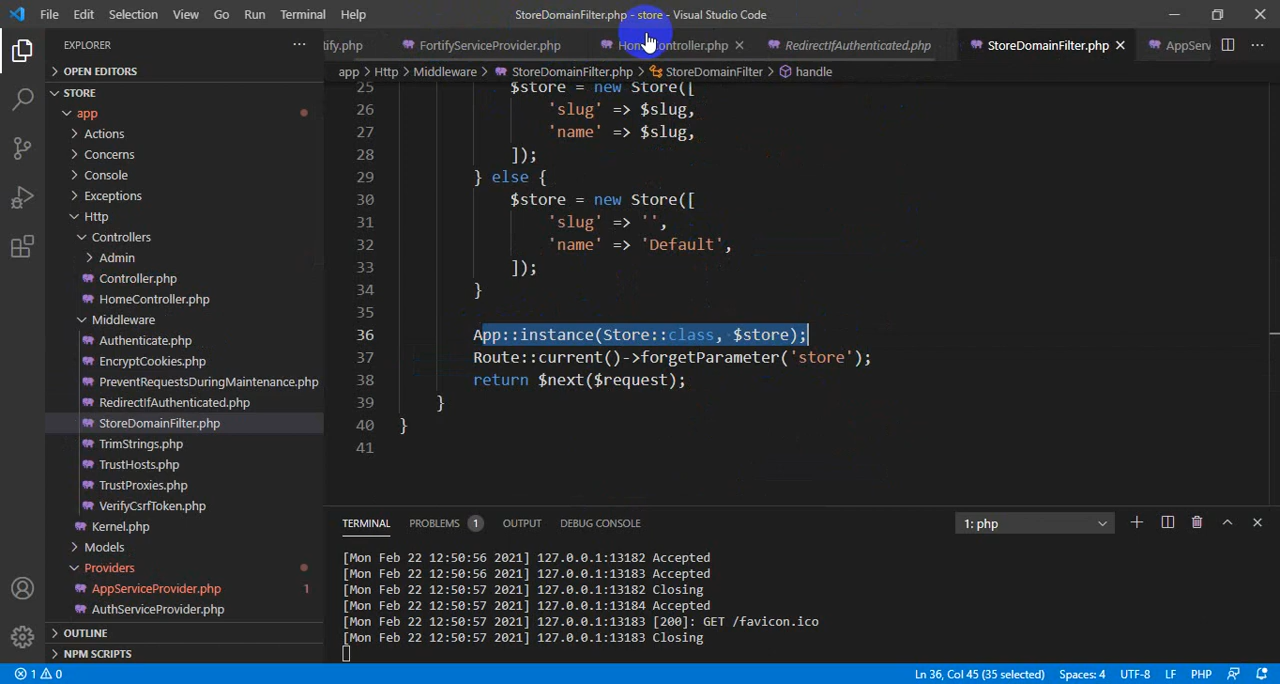 File Edit Selection View Go Run Terminal Help
StoreDomainFilter.php - store - Visual Studio Code
EXPLORER
tify.php FortifyServiceProvider.php RedirectIfAuthenticated.php StoreDomainFilter.php AppServ
OPEN EDITORS
app > Http > Middleware > StoreDomainFilter.php > StoreDomainFilter > handle
STORE
app
Actions
Concerns
Console
Exceptions
Http
Controllers
Admin
Controller.php
HomeController.php
Middleware
Authenticate.php
EncryptCookies.php
PreventRequestsDuringMaintenance.php
RedirectIfAuthenticated.php
StoreDomainFilter.php
TrimStrings.php
TrustHosts.php
TrustProxies.php
VerifyCsrfToken.php
Kernel.php
Models
Providers
AppServiceProvider.php 1
AuthServiceProvider.php
OUTLINE
NPM SCRIPTS
25 $store = new Store([
26 'slug' => $slug,
27 'name' => $slug,
28 ]);
29 } else {
30 $store = new Store([
31 'slug' => '',
32 'name' => 'Default',
33 ]);
34 }
35
36 App::instance(Store::class, $store);
37 Route::current()->forgetParameter('store');
38 return $next($request);
39 }
40 }
41
TERMINAL PROBLEMS 1 OUTPUT DEBUG CONSOLE 1: php
[Mon Feb 22 12:50:56 2021] 127.0.0.1:13182 Accepted
[Mon Feb 22 12:50:56 2021] 127.0.0.1:13183 Accepted
[Mon Feb 22 12:50:57 2021] 127.0.0.1:13182 Closing
[Mon Feb 22 12:50:57 2021] 127.0.0.1:13184 Accepted
[Mon Feb 22 12:50:57 2021] 127.0.0.1:13183 [200]: GET /favicon.ico
[Mon Feb 22 12:50:57 2021] 127.0.0.1:13183 Closing
1 0 Ln 36, Col 45 (35 selected) Spaces: 4 UTF-8 LF PHP